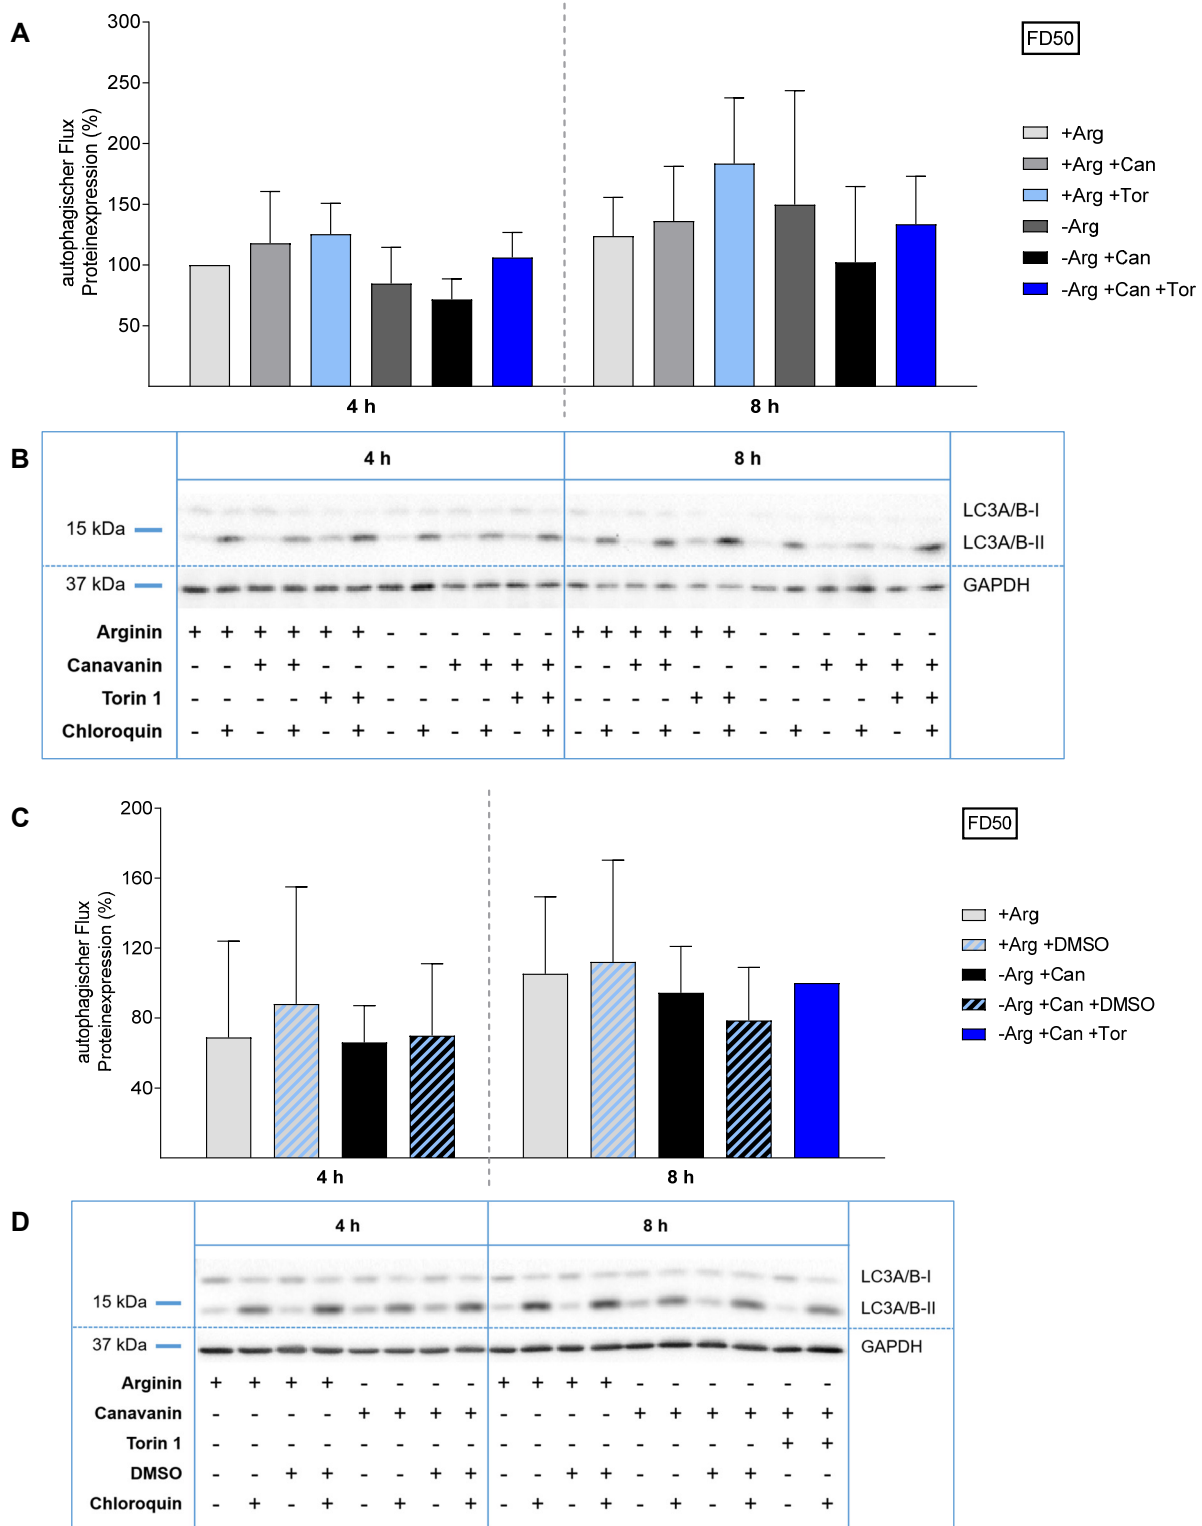 A
300
250
200
150
100
50
autophagischer Flux
Proteinexpression (%)
4 h
8 h
FD50
+Arg
+Arg +Can
+Arg +Tor
-Arg
-Arg +Can
-Arg +Can +Tor
B
4 h 8 h
15 kDa
37 kDa
LC3A/B-I
LC3A/B-II
GAPDH
Arginin + + + + + + - - - - - - + + + + + + - - - - - -
Canavanin - - + + - - - - + + + + - - + + - - - - + + + +
Torin 1 - - - - + + - - - - + + - - - - + + - - - - + +
Chloroquin - + - + - + - + - + - + - + - + - + - + - + - +
C
200
160
120
80
40
autophagischer Flux
Proteinexpression (%)
4 h
8 h
FD50
+Arg
+Arg +DMSO
-Arg +Can
-Arg +Can +DMSO
-Arg +Can +Tor
D
4 h 8 h
15 kDa
37 kDa
LC3A/B-I
LC3A/B-II
GAPDH
Arginin + + + + - - - - + + + + - - - - - -
Canavanin - - - - + + + + - - - - + + + + + +
Torin 1 - - - - - - - - - - - - - - - - + +
DMSO - - + + - - + + - - + + - - + + - -
Chloroquin - + - + - + - + - + - + - + - + - +